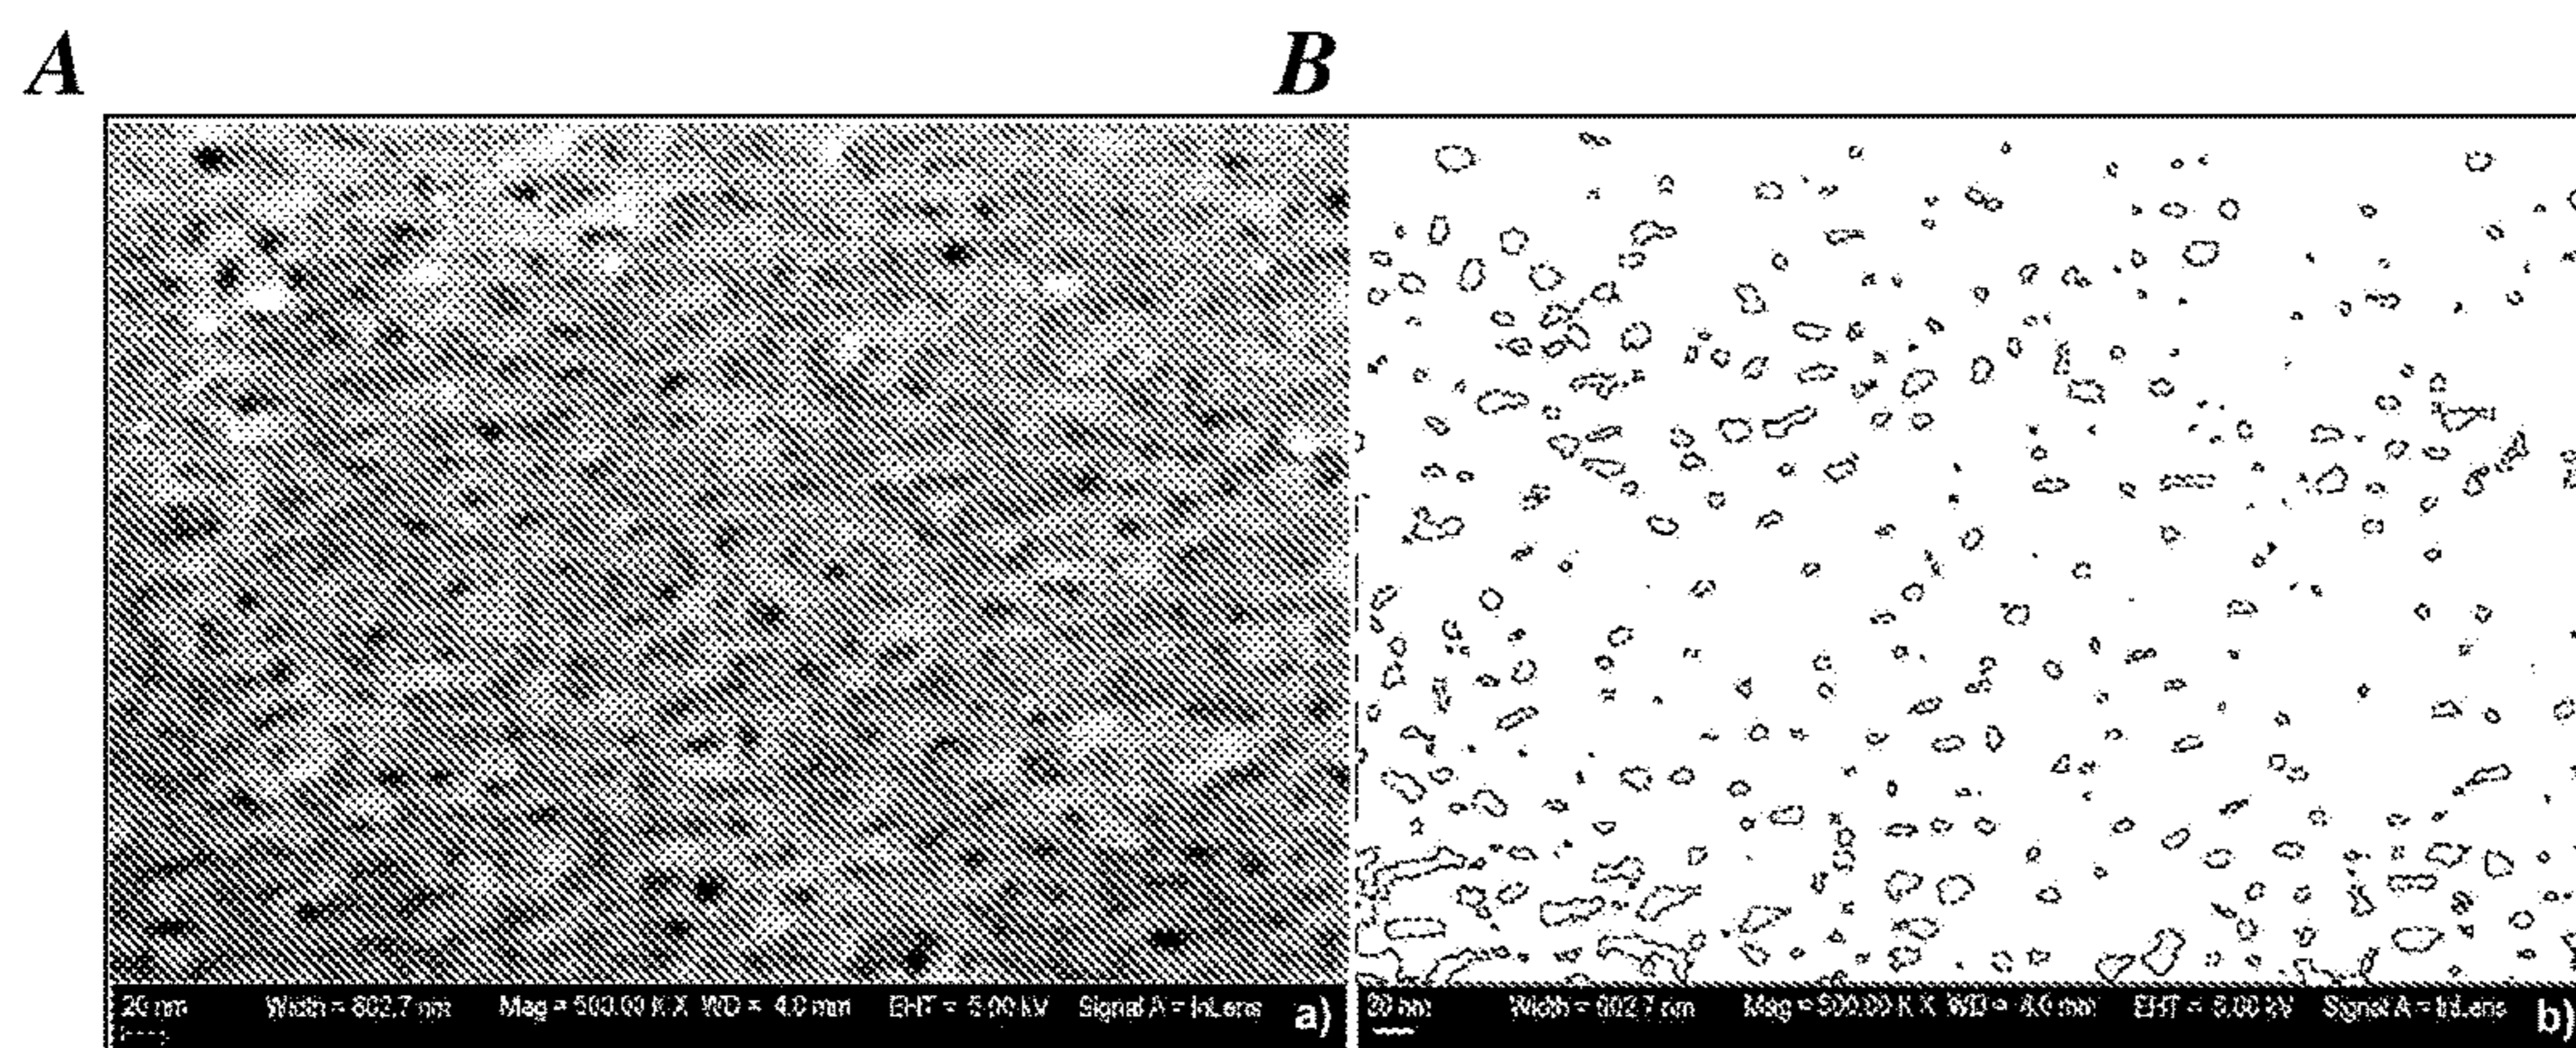 A
B
20 nm Width = 602.7 nm Mag = 500.00 K X WD = 4.0 mm EHT = 5.00 kV Signal A = InLens a)
20 nm Width = 602.7 nm Mag = 500.00 K X WD = 4.0 mm EHT = 5.00 kV Signal A = InLens b)